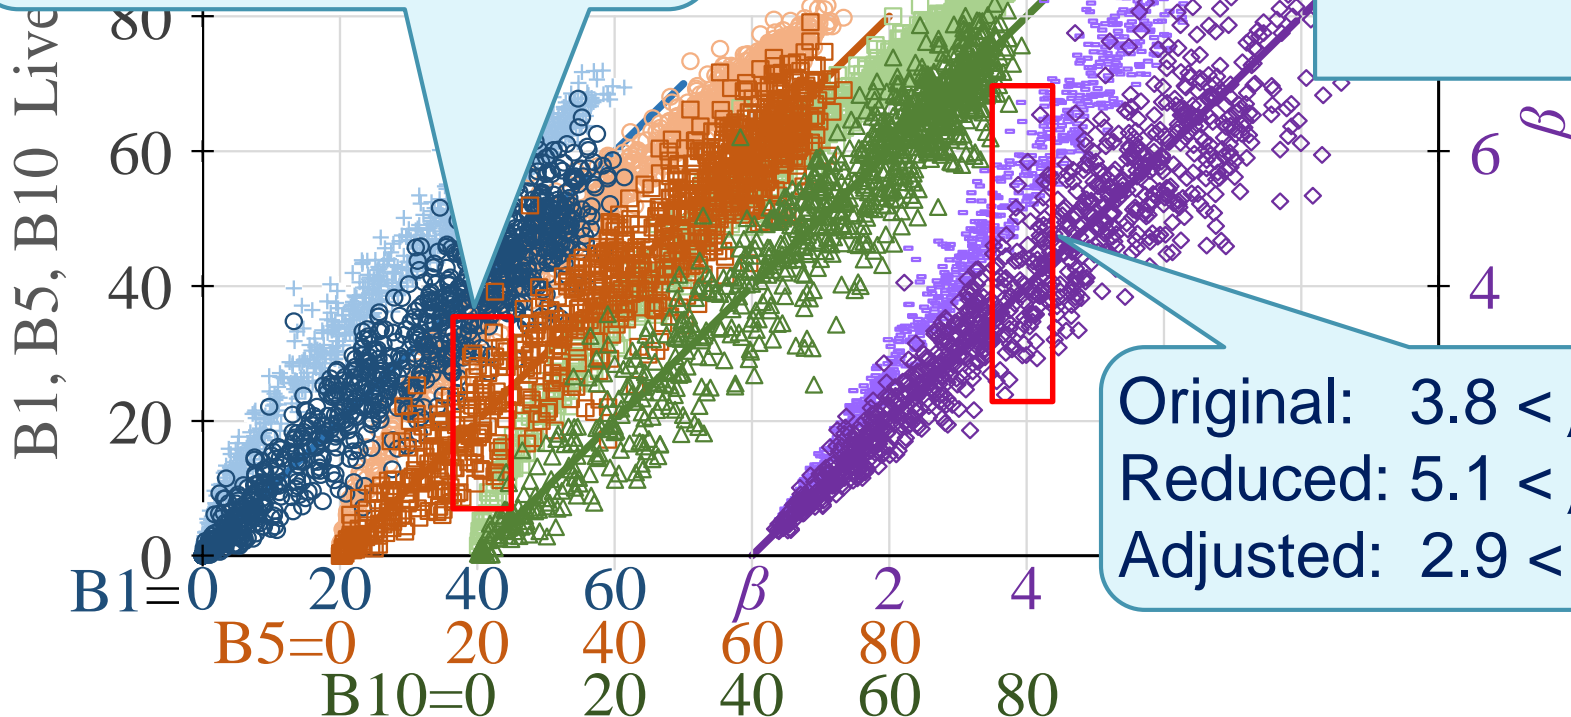 B1, B5, B10 Live
80
60
40
20
0
6
4
β
Original: 3.8 <
Reduced: 5.1 <
Adjusted: 2.9 <
B1=0 20 40 60 β 2 4
B5=0 20 40 60 80
B10=0 20 40 60 80